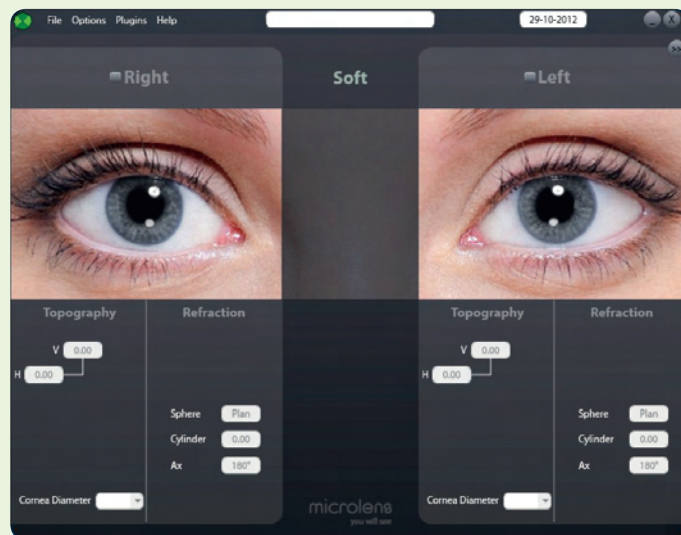 File Options Plugins Help 29-10-2012
Right Soft Left
Topography Refraction Topography Refraction
V 0.00 V 0.00
H 0.00 H 0.00
Sphere Plan Sphere Plan
Cylinder 0.00 Cylinder 0.00
Ax 180° Ax 180°
Cornea Diameter Cornea Diameter
microlens
you will see